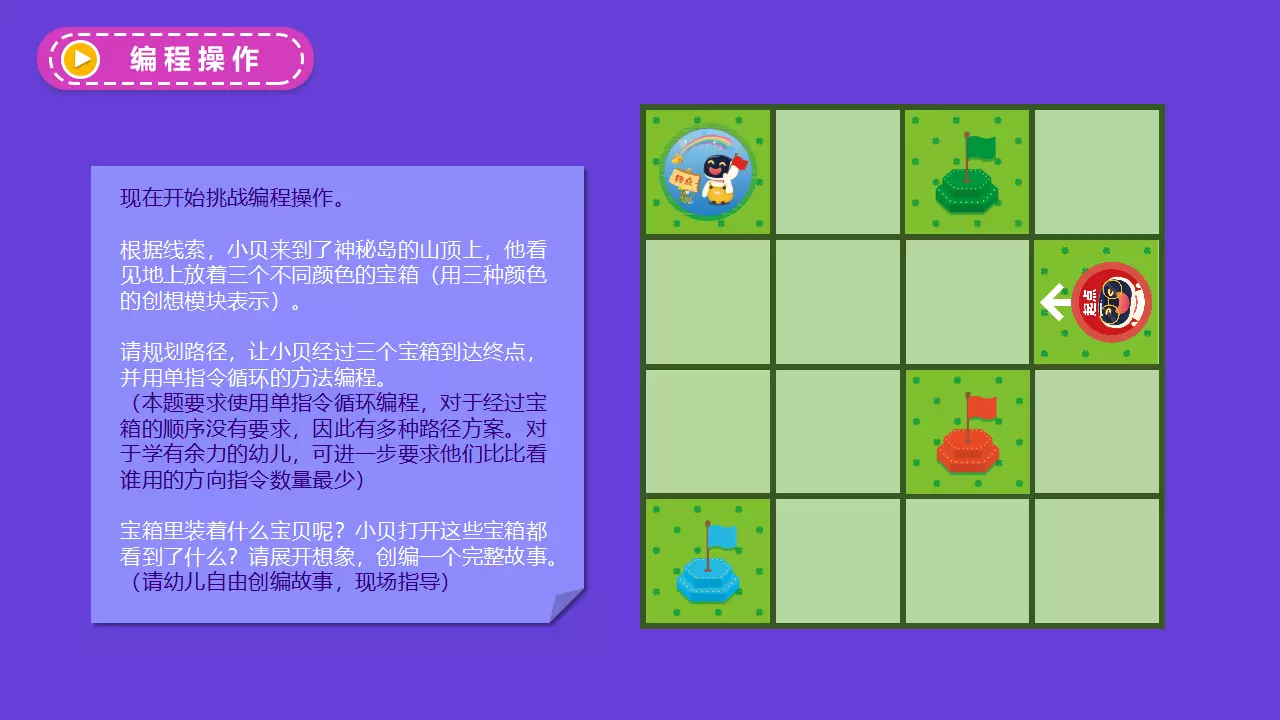 编程操作
现在开始挑战编程操作。
根据线索，小贝来到了神秘岛的山顶上，他看
见地上放着三个不同颜色的宝箱（用三种颜色
的创想模块表示）。
请规划路径，让小贝经过三个宝箱到达终点，
并用单指令循环的方法编程。
（本题要求使用单指令循环编程，对于经过宝
箱的顺序没有要求，因此有多种路径方案。对
于学有余力的幼儿，可进一步要求他们比比看
谁用的方向指令数量最少）
宝箱里装着什么宝贝呢？小贝打开这些宝箱都
看到了什么？请展开想象，创编一个完整故事。
（请幼儿自由创编故事，现场指导）
终点
起点